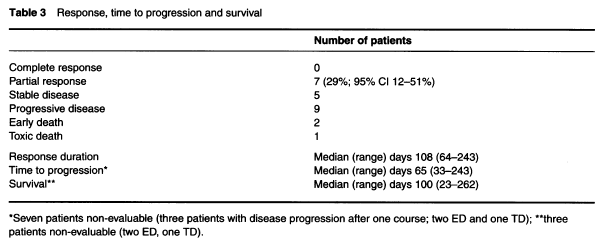 Table 3 Response, time to progression and survival
Number of patients
Complete response 0
Partial response 7 (29%; 95% CI 12–51%)
Stable disease 5
Progressive disease 9
Early death 2
Toxic death 1
Response duration Median (range) days 108 (64–243)
Time to progression* Median (range) days 65 (33–243)
Survival** Median (range) days 100 (23–262)
*Seven patients non-evaluable (three patients with disease progression after one course; two ED and one TD); **three
patients non-evaluable (two ED, one TD).